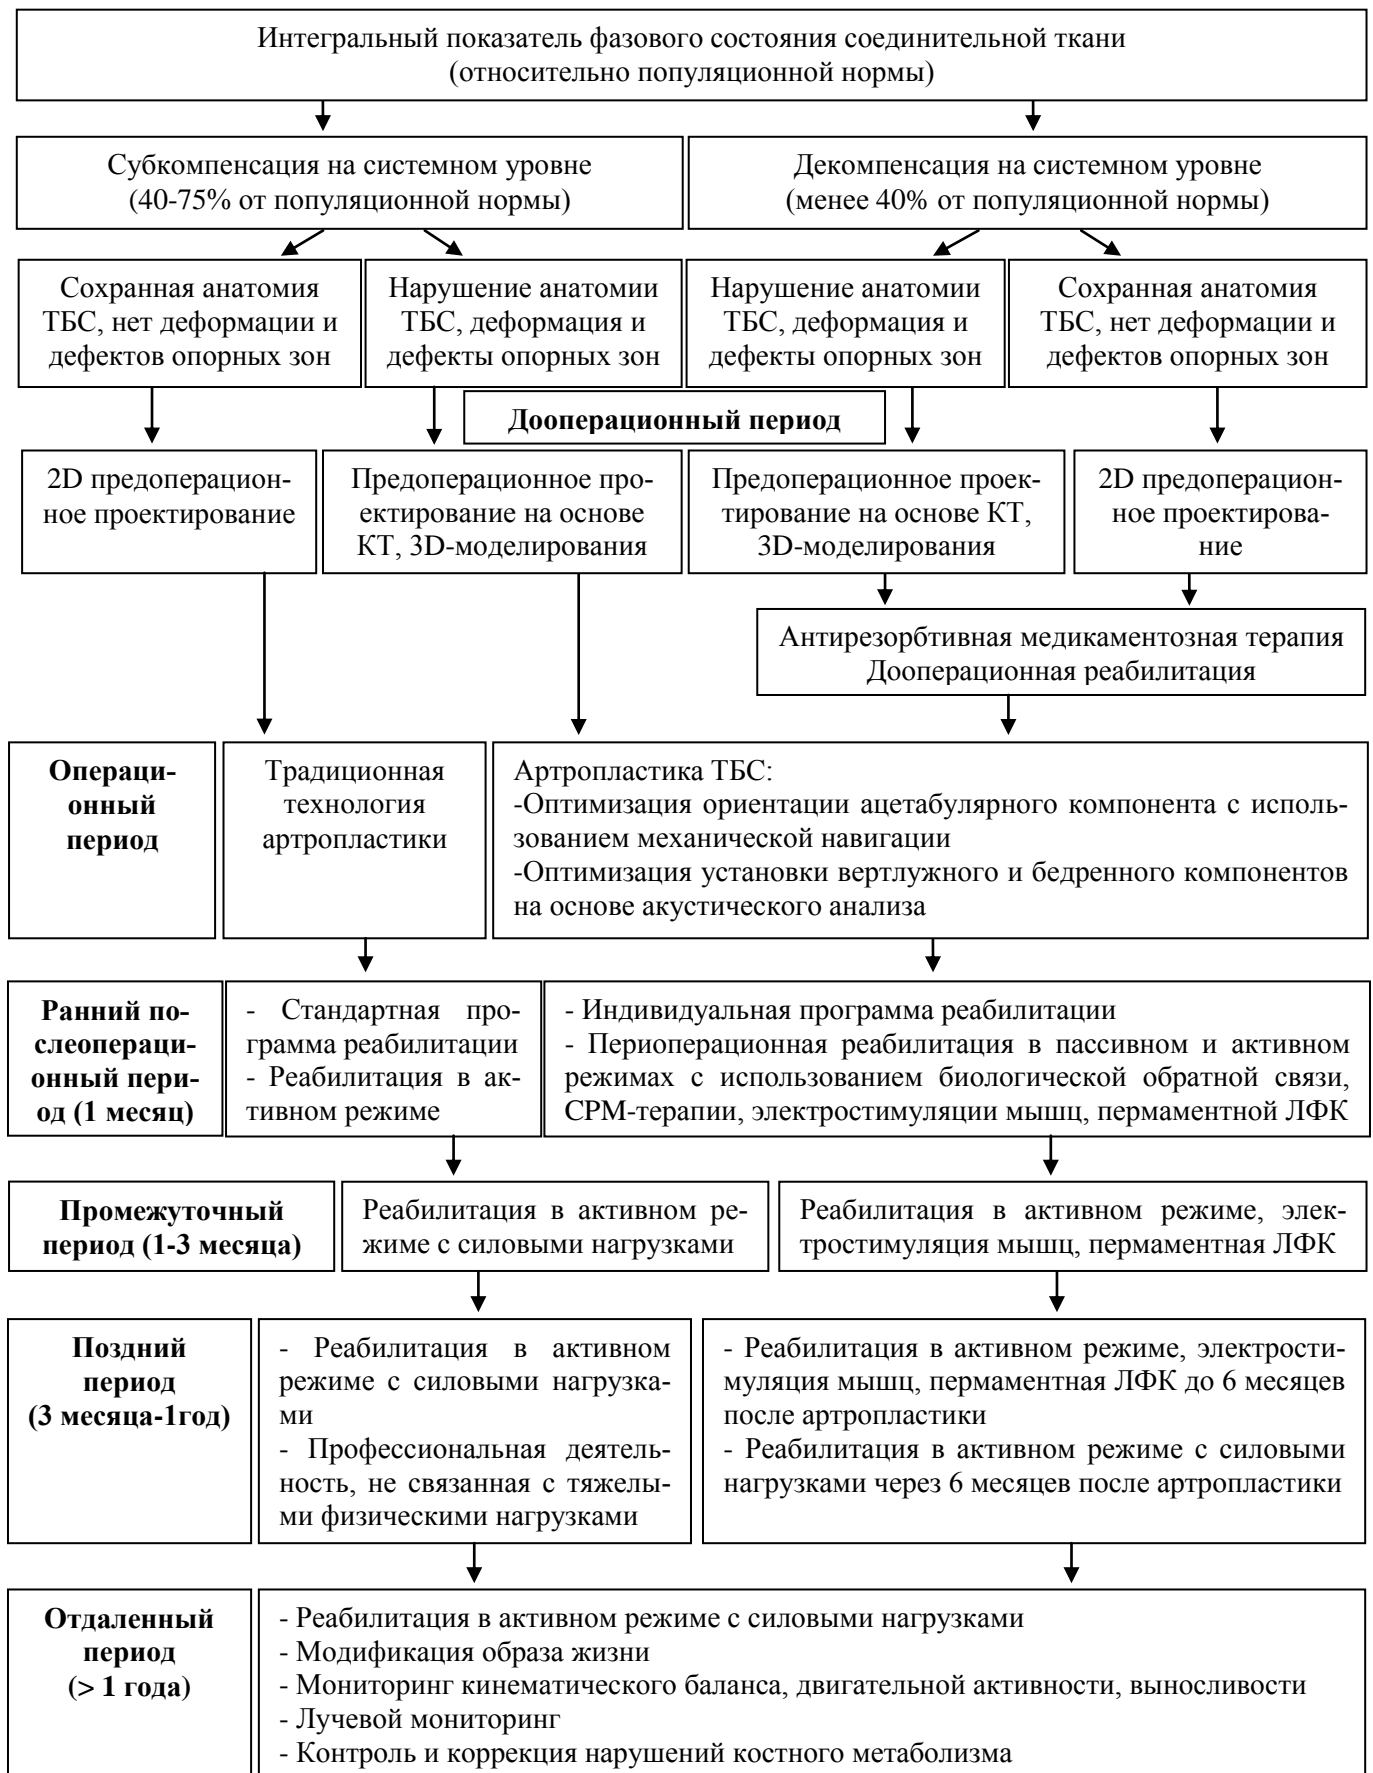 Интегральный показатель фазового состояния соединительной ткани
(относительно популяционной нормы)
Субкомпенсация на системном уровне
(40-75% от популяционной нормы)
Декомпенсация на системном уровне
(менее 40% от популяционной нормы)
Сохранная анатомия
ТБС, нет деформации и
дефектов опорных зон
Нарушение анатомии
ТБС, деформация и
дефекты опорных зон
Нарушение анатомии
ТБС, деформация и
дефекты опорных зон
Сохранная анатомия
ТБС, нет деформации и
дефектов опорных зон
Дооперационный период
2D предоперацион-
ное проектирование
Предоперационное про-
ектирование на основе
КТ, 3D-моделирования
Предоперационное проек-
тирование на основе КТ,
3D-моделирования
2D предоперацион-
ное проектирова-
ние
Антирезорбтивная медикаментозная терапия
Дооперационная реабилитация
Операци-
онный
период
Традиционная
технология
артропластики
Артропластика ТБС:
-Оптимизация ориентации ацетабулярного компонента с исполь-
зованием механической навигации
-Оптимизация установки вертлужного и бедренного компонентов
на основе акустического анализа
Ранний по-
слеопераци-
онный пери-
од (1 месяц)
- Стандартная про-
грамма реабилитации
- Реабилитация в ак-
тивном режиме
- Индивидуальная программа реабилитации
- Периоперационная реабилитация в пассивном и активном
режимах с использованием биологической обратной связи,
CPM-терапии, электростимуляции мышц, пермаментной ЛФК
Промежуточный
период (1-3 месяца)
Реабилитация в активном ре-
жиме с силовыми нагрузками
Реабилитация в активном режиме, элек-
тростимуляция мышц, пермаментная ЛФК
Поздний
период
(3 месяца-1год)
- Реабилитация в активном
режиме с силовыми нагрузка-
ми
- Профессиональная деятель-
ность, не связанная с тяжелы-
ми физическими нагрузками
- Реабилитация в активном режиме, электрости-
муляция мышц, пермаментная ЛФК до 6 месяцев
после артропластики
- Реабилитация в активном режиме с силовыми
нагрузками через 6 месяцев после артропластики
Отдаленный
период
(> 1 года)
- Реабилитация в активном режиме с силовыми нагрузками
- Модификация образа жизни
- Мониторинг кинематического баланса, двигательной активности, выносливости
- Лучевой мониторинг
- Контроль и коррекция нарушений костного метаболизма